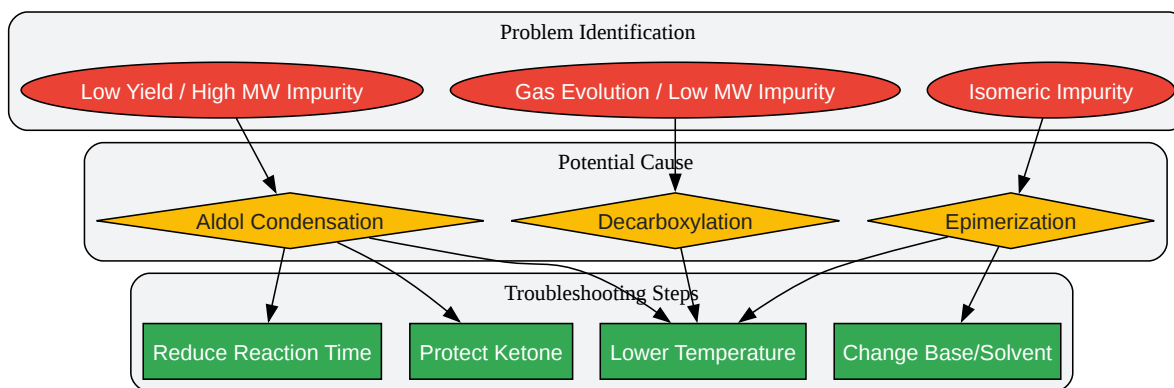 Problem Identification
Low Yield / High MW Impurity
Gas Evolution / Low MW Impurity
Isomeric Impurity
Potential Cause
Aldol Condensation
Decarboxylation
Epimerization
Troubleshooting Steps
Reduce Reaction Time
Protect Ketone
Lower Temperature
Change Base/Solvent